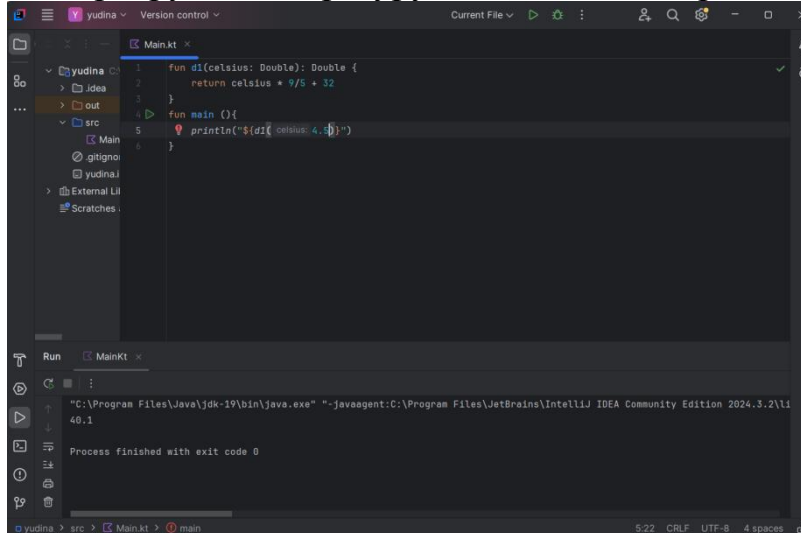 Y yudina Version control Current File
Main.kt
yudina C:
.idea
out
src
Main
.gitigno
yudina.i
External Lil
Scratches
1 fun d1(celsius: Double): Double {
2 return celsius * 9/5 + 32
3 }
4 fun main (){
5 println("${d1( celsius: 4.5)}")
6 }
Run MainKt
"C:\Program Files\Java\jdk-19\bin\java.exe" "-javaagent:C:\Program Files\JetBrains\IntelliJ IDEA Community Edition 2024.3.2\li
40.1
Process finished with exit code 0
yudina > src > Main.kt > main 5:22 CRLF UTF-8 4 spaces